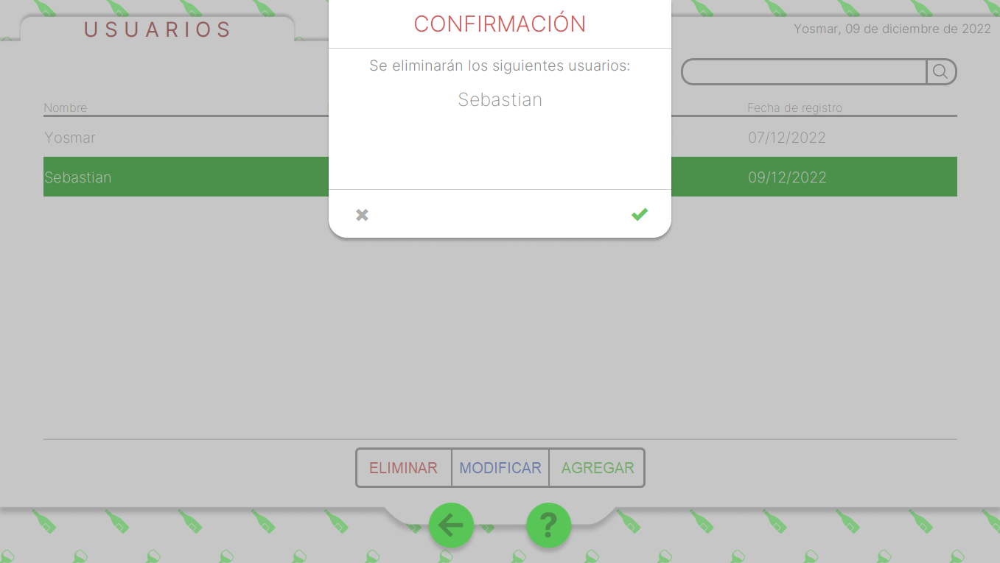 USUARIOS
CONFIRMACIÓN
Yosmar, 09 de diciembre de 2022
Se eliminarán los siguientes usuarios:
Sebastian
Nombre
Fecha de registro
Yosmar
07/12/2022
Sebastian
09/12/2022
ELIMINAR
MODIFICAR
AGREGAR
?